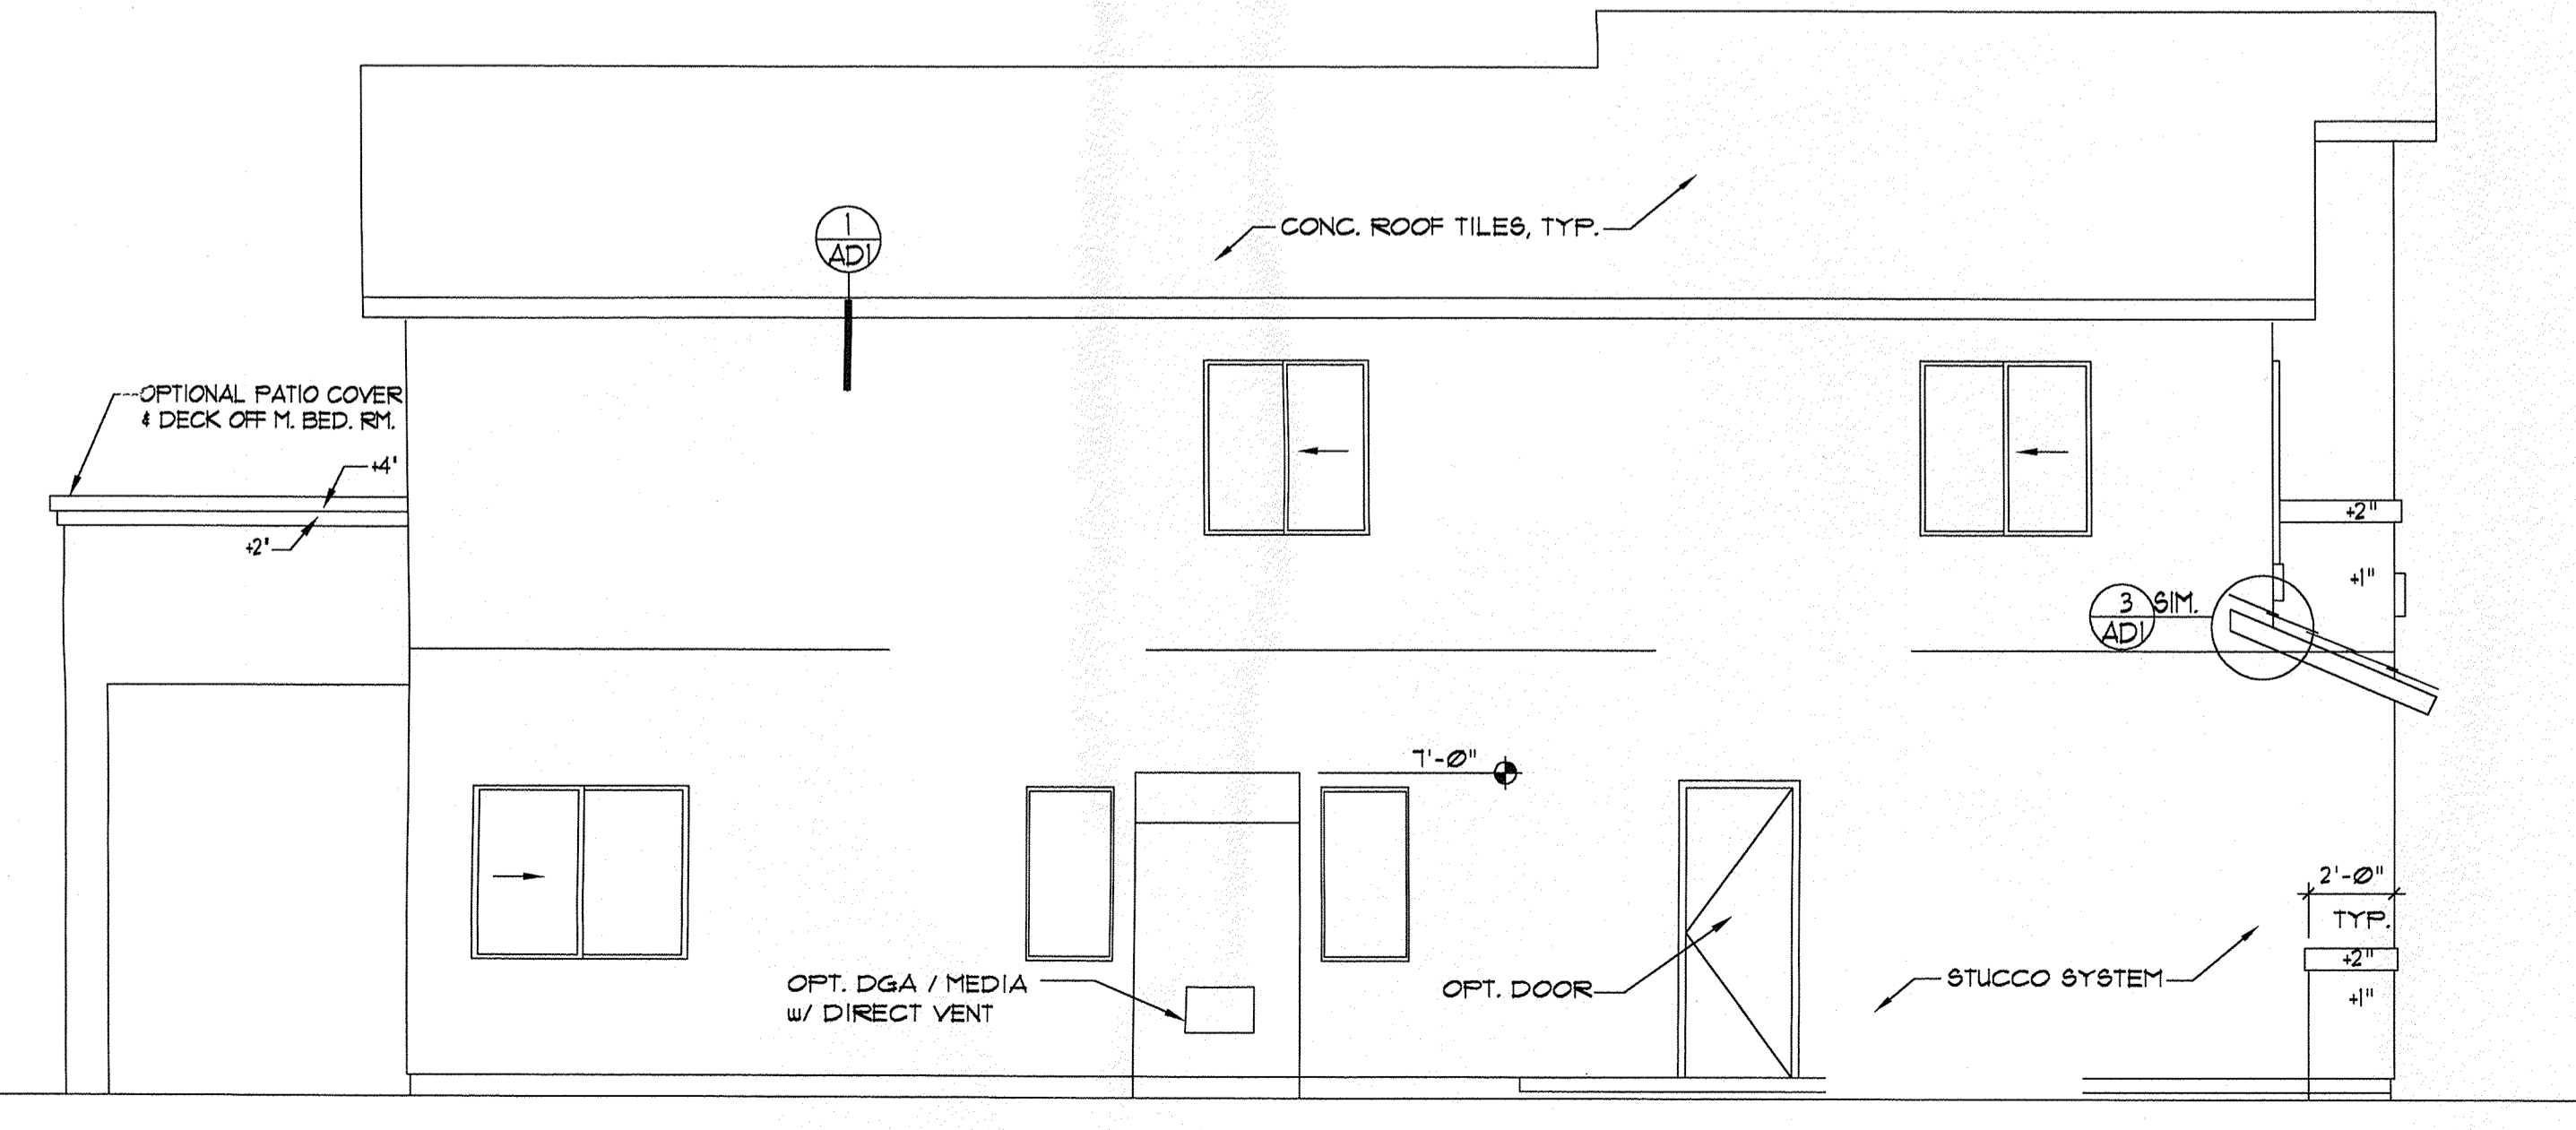 1
AD1
CONC. ROOF TILES, TYP.
OPTIONAL PATIO COVER
& DECK OFF M. BED. RM.
+4"
+2"
+2"
+1"
3 SIM.
AD1
7'-0"
2'-0"
TYP.
+2"
+1"
OPT. DGA / MEDIA
w/ DIRECT VENT
OPT. DOOR
STUCCO SYSTEM